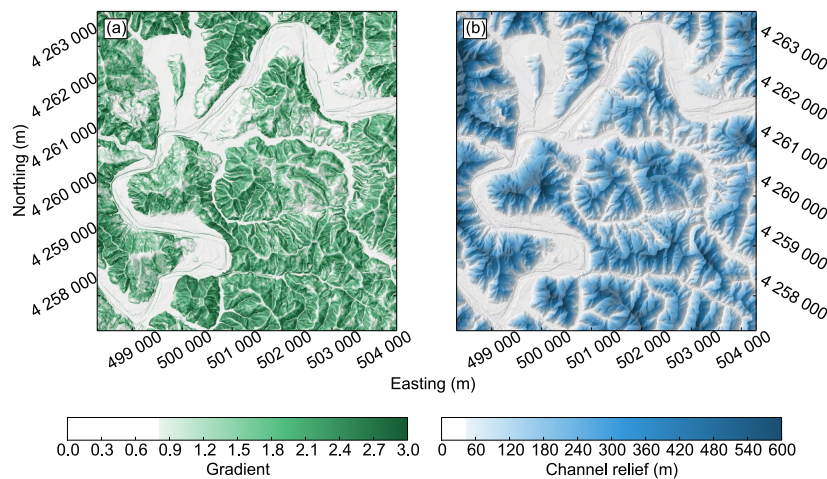 (a)
(b)
4 263 000
4 262 000
4 261 000
4 260 000
4 259 000
4 258 000
Northing (m)
4 263 000
4 262 000
4 261 000
4 260 000
4 259 000
4 258 000
499 000 500 000 501 000 502 000 503 000 504 000
499 000 500 000 501 000 502 000 503 000 504 000
Easting (m)
0.0 0.3 0.6 0.9 1.2 1.5 1.8 2.1 2.4 2.7 3.0
Gradient
0 60 120 180 240 300 360 420 480 540 600
Channel relief (m)